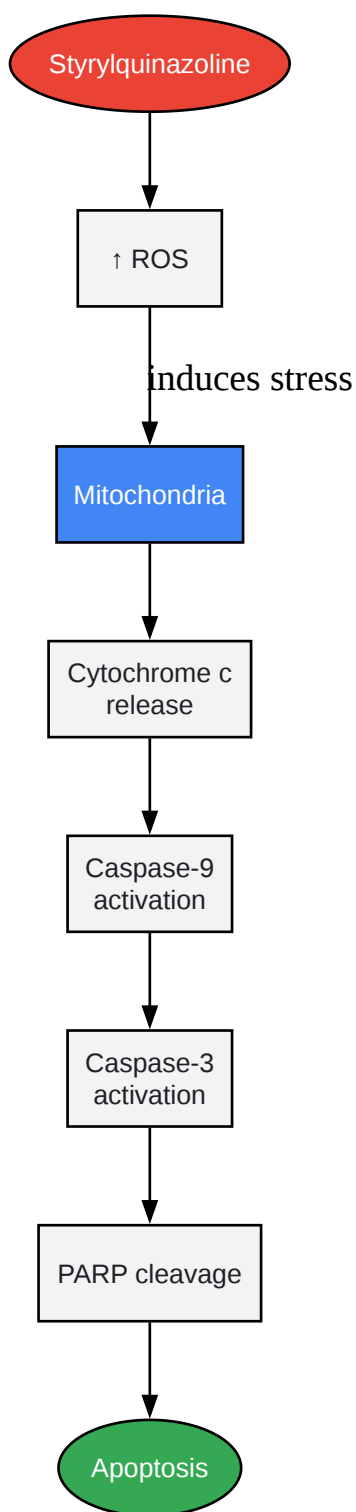 Styrylquinazoline
↑ ROS
induces stress
Mitochondria
Cytochrome c
release
Caspase-9
activation
Caspase-3
activation
PARP cleavage
Apoptosis